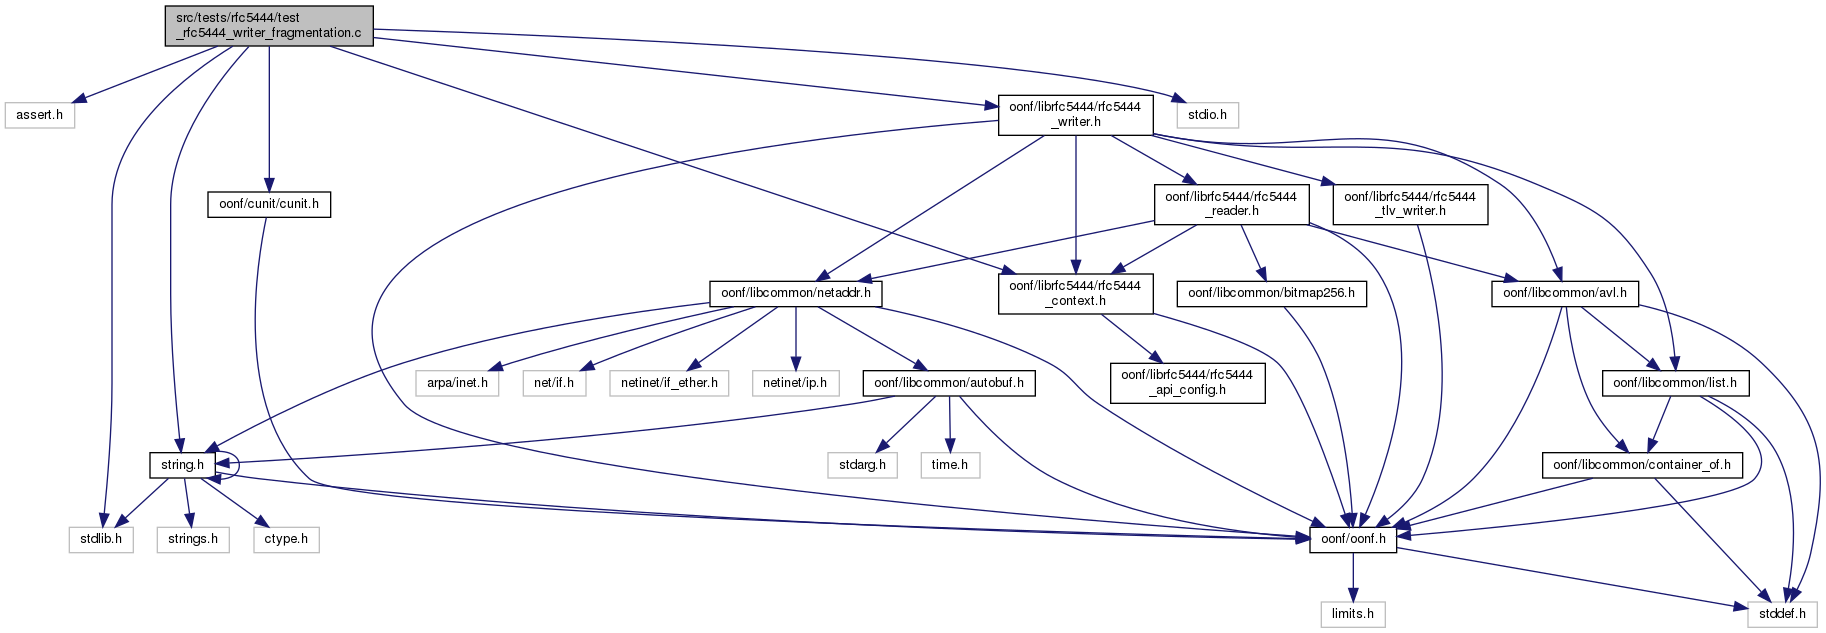 src/tests/rfc5444/test
_rfc5444_writer_fragmentation.c
assert.h
oonf/librfc5444/rfc5444
_writer.h
stdio.h
oonf/cunit/cunit.h
oonf/librfc5444/rfc5444
_reader.h
oonf/librfc5444/rfc5444
_tlv_writer.h
oonf/libcommon/netaddr.h
oonf/librfc5444/rfc5444
_context.h
oonf/libcommon/bitmap256.h
oonf/libcommon/avl.h
arpa/inet.h
net/if.h
netinet/if_ether.h
netinet/ip.h
oonf/libcommon/autobuf.h
oonf/librfc5444/rfc5444
_api_config.h
oonf/libcommon/list.h
string.h
stdarg.h
time.h
oonf/libcommon/container_of.h
stdlib.h
strings.h
ctype.h
oonf/oonf.h
limits.h
stddef.h